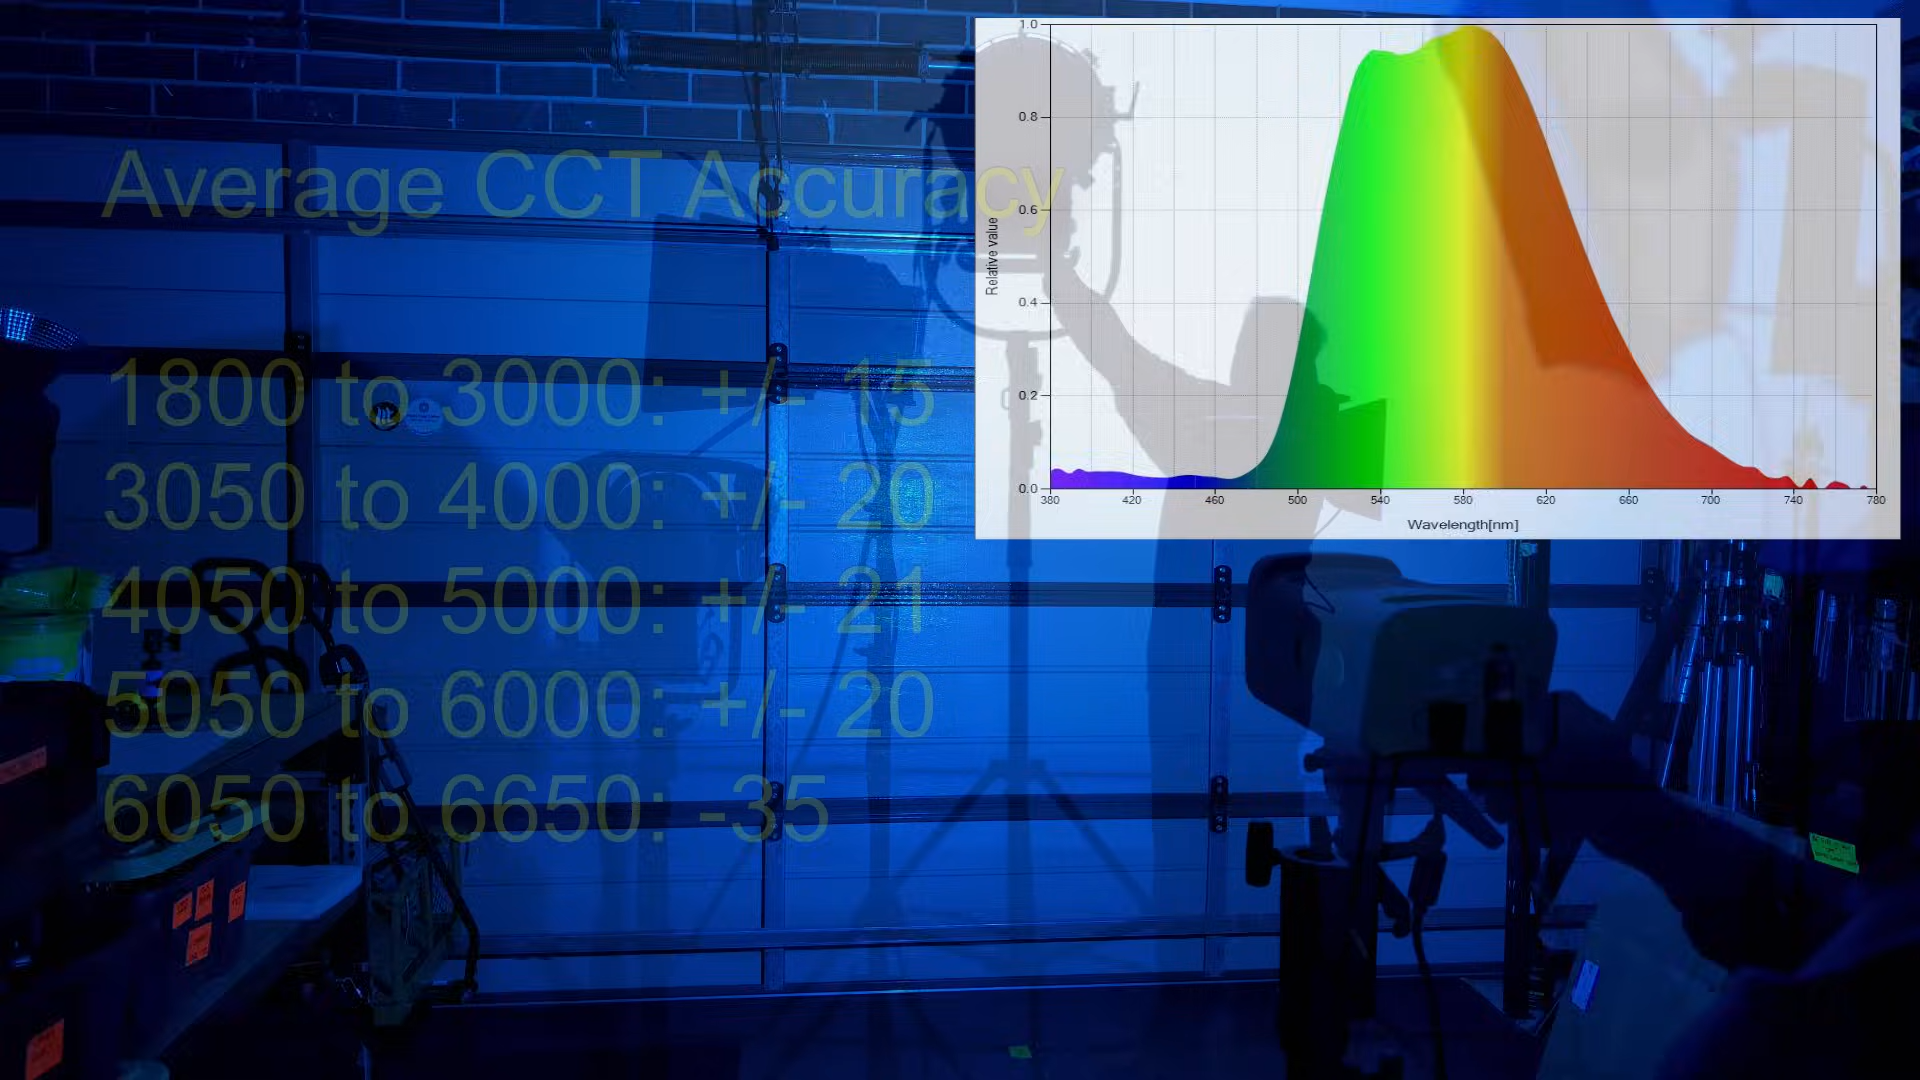 Average CCT Accuracy
1800 to 3000: +/- 15
3050 to 4000: +/- 20
4050 to 5000: +/- 21
5050 to 6000: +/- 20
6050 to 6650: -35
1.0
0.8
0.6
0.4
0.2
0.0
Relative value
380 420 460 500 540 580 620 660 700 740 780
Wavelength[nm]